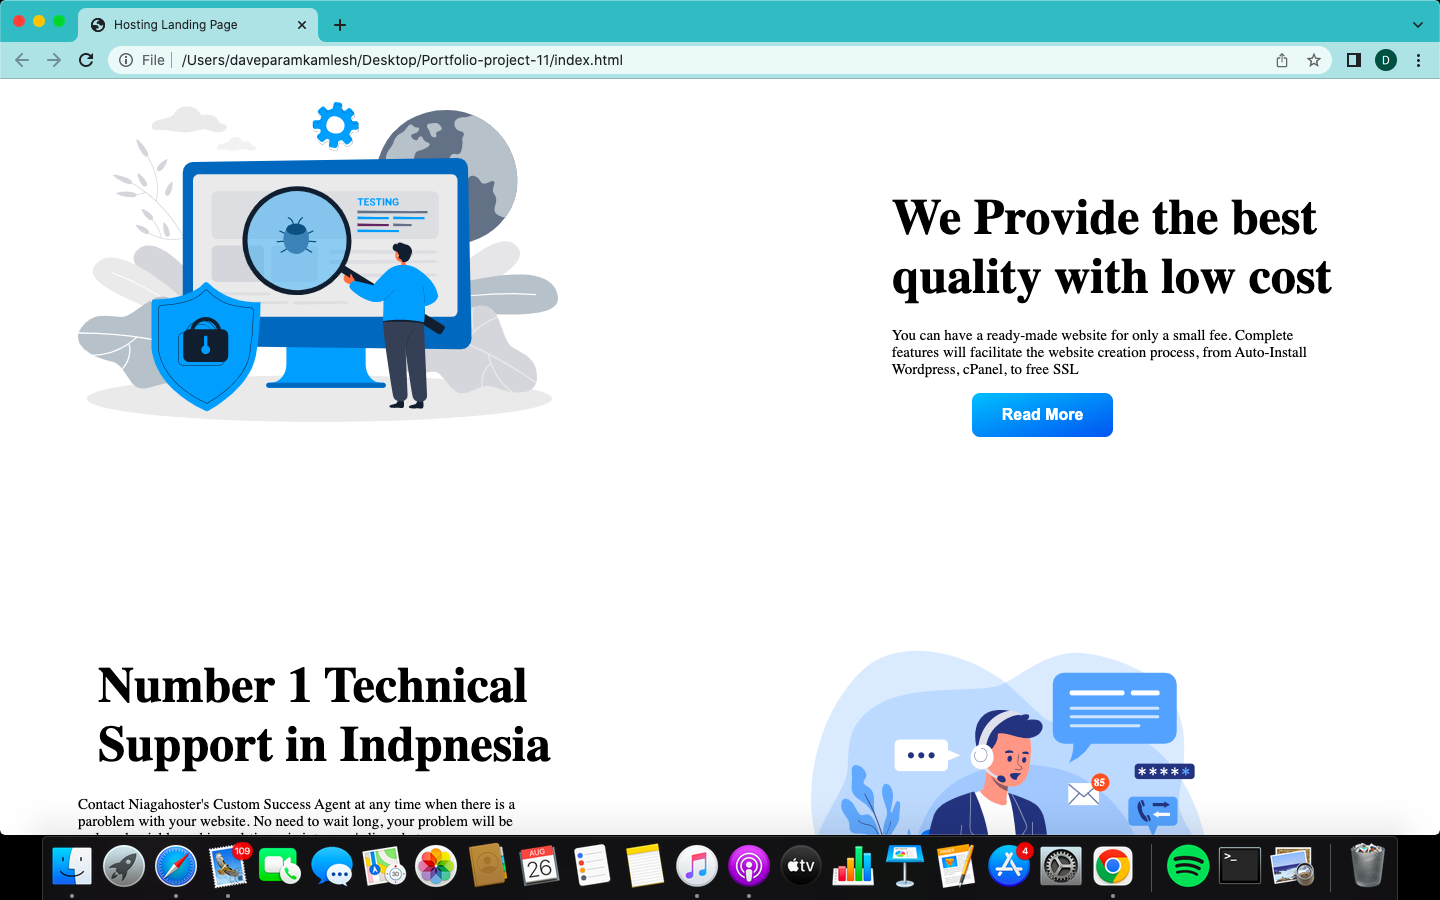 Hosting Landing Page
File
/Users/daveparamkamlesh/Desktop/Portfolio-project-11/index.html
D
TESTING
We Provide the best
quality with low cost
You can have a ready-made website for only a small fee. Complete
features will facilitate the website creation process, from Auto-Install
Wordpress, cPanel, to free SSL
Read More
Number 1 Technical
Support in Indpnesia
Contact Niagahoster's Custom Success Agent at any time when there is a
paroblem with your website. No need to wait long, your problem will be
85
*****
109
AUG
26
tv
4
>_